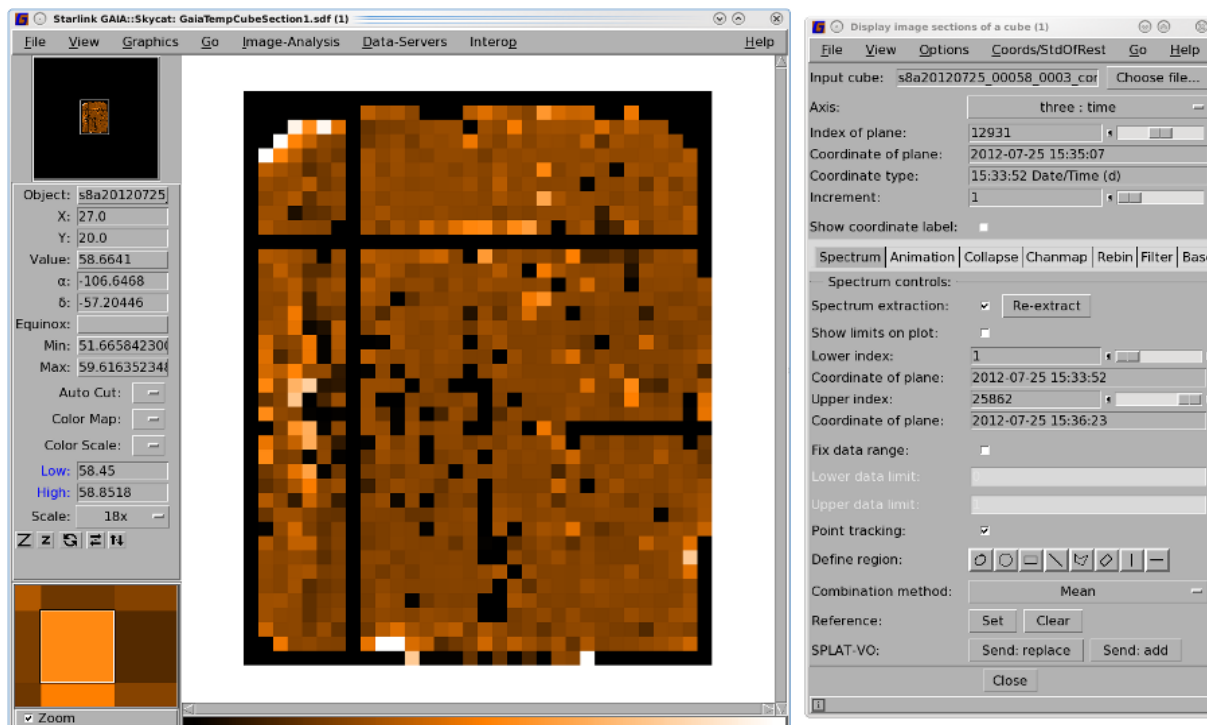 Starlink GAIA::Skycat: GaiaTempCubeSection1.sdf (1)
File View Graphics Go Image-Analysis Data-Servers Interop Help
Object: s8a20120725
X: 27.0
Y: 20.0
Value: 58.6641
α: -106.6468
δ: -57.20446
Equinox:
Min: 51.66584230
Max: 59.61635234
Auto Cut:
Color Map:
Color Scale:
Low: 58.45
High: 58.8518
Scale: 18x
Z z
Zoom
Display image sections of a cube (1)
File View Options Coords/StdOfRest Go Help
Input cube: s8a20120725_00058_0003_cor Choose file...
Axis: three : time
Index of plane: 12931
Coordinate of plane: 2012-07-25 15:35:07
Coordinate type: 15:33:52 Date/Time (d)
Increment: 1
Show coordinate label:
Spectrum Animation Collapse Chanmap Rebin Filter Bas
Spectrum controls:
Spectrum extraction: Re-extract
Show limits on plot:
Lower index: 1
Coordinate of plane: 2012-07-25 15:33:52
Upper index: 25862
Coordinate of plane: 2012-07-25 15:36:23
Fix data range:
Lower data limit:
Upper data limit:
Point tracking:
Define region:
Combination method: Mean
Reference: Set Clear
SPLAT-VO: Send: replace Send: add
Close